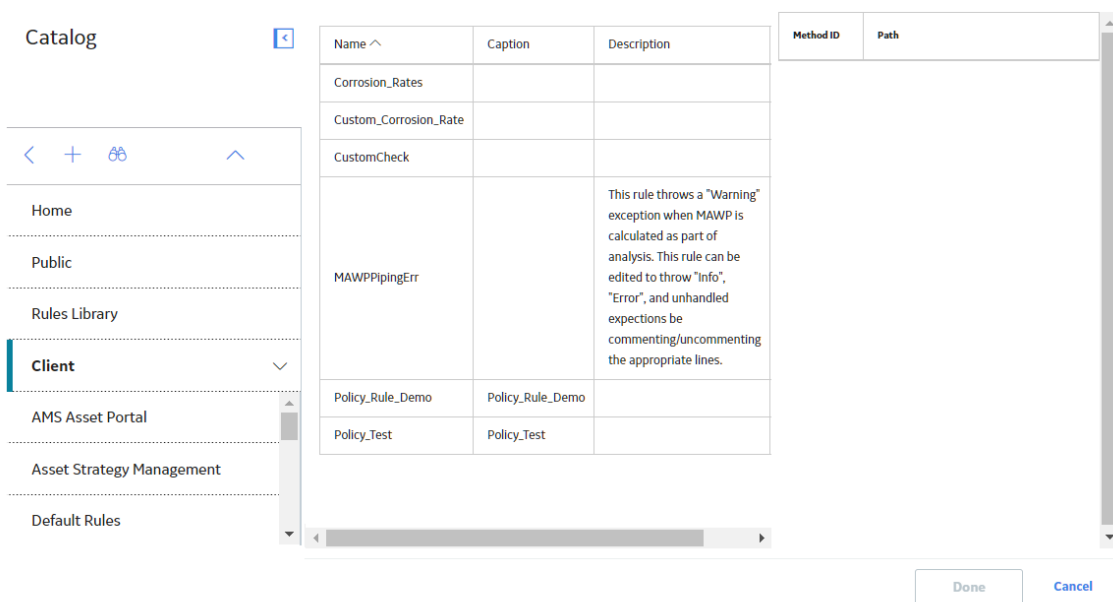 Catalog
Home
Public
Rules Library
Client
AMS Asset Portal
Asset Strategy Management
Default Rules
Name Caption Description
Corrosion_Rates
Custom_Corrosion_Rate
CustomCheck
MAWPPipingErr
This rule throws a "Warning"
exception when MAWP is
calculated as part of
analysis. This rule can be
edited to throw "Info",
"Error", and unhandled
expections be
commenting/uncommenting
the appropriate lines.
Policy_Rule_Demo Policy_Rule_Demo
Policy_Test Policy_Test
Method ID Path
Done Cancel